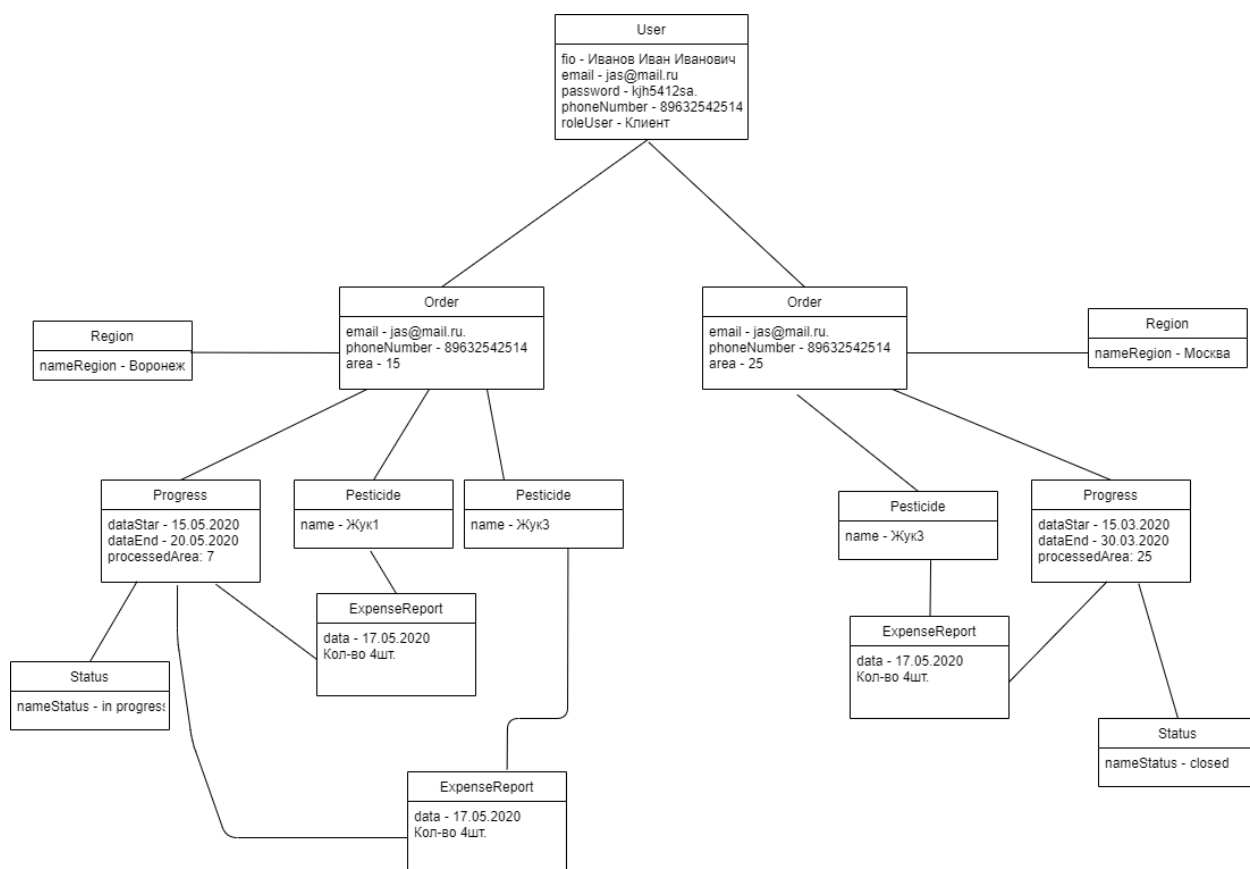 User
fio - Иванов Иван Иванович
email - jas@mail.ru
password - kjh5412sa.
phoneNumber - 89632542514
roleUser - Клиент
Order
email - jas@mail.ru.
phoneNumber - 89632542514
area - 15
Order
email - jas@mail.ru.
phoneNumber - 89632542514
area - 25
Region
nameRegion - Воронеж
Region
nameRegion - Москва
Progress
dataStar - 15.05.2020
dataEnd - 20.05.2020
processedArea: 7
Pesticide
name - Жук1
Pesticide
name - Жук3
Pesticide
name - Жук3
Progress
dataStar - 15.03.2020
dataEnd - 30.03.2020
processedArea: 25
ExpenseReport
data - 17.05.2020
Кол-во 4шт.
ExpenseReport
data - 17.05.2020
Кол-во 4шт.
Status
nameStatus - in progress
Status
nameStatus - closed
ExpenseReport
data - 17.05.2020
Кол-во 4шт.